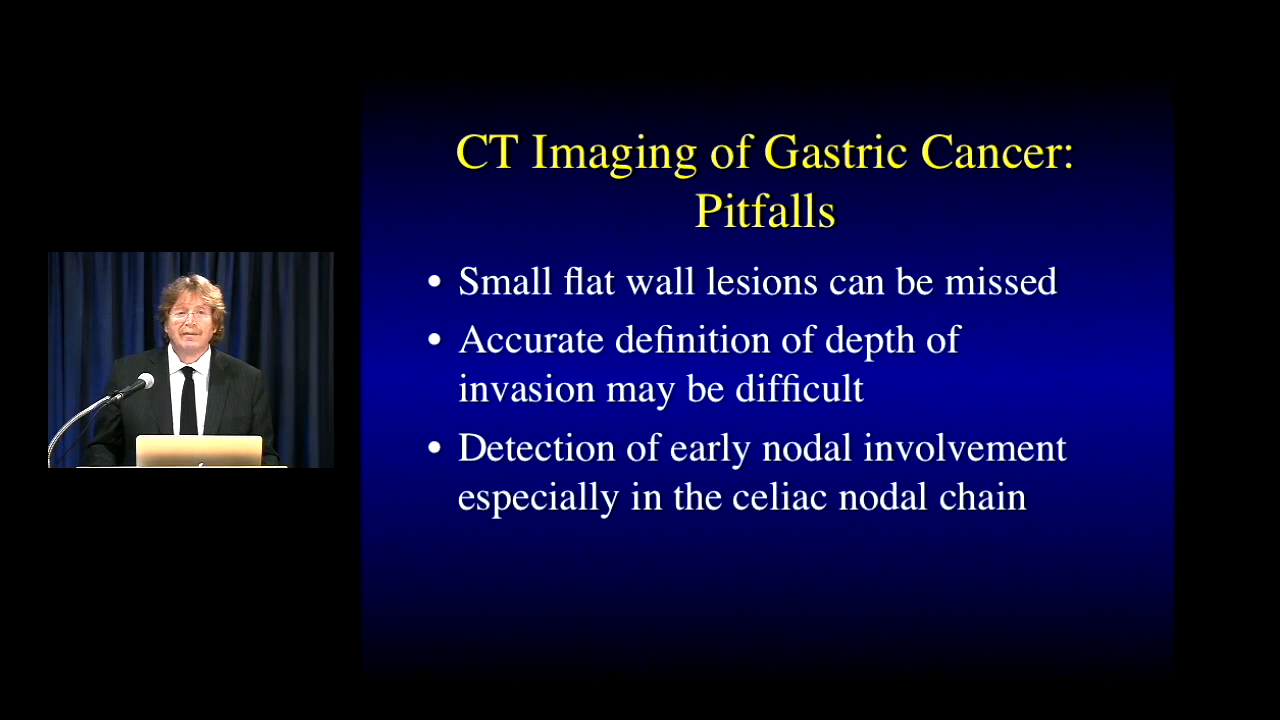 CT Imaging of Gastric Cancer:
Pitfalls
• Small flat wall lesions can be missed
• Accurate definition of depth of
invasion may be difficult
• Detection of early nodal involvement
especially in the celiac nodal chain